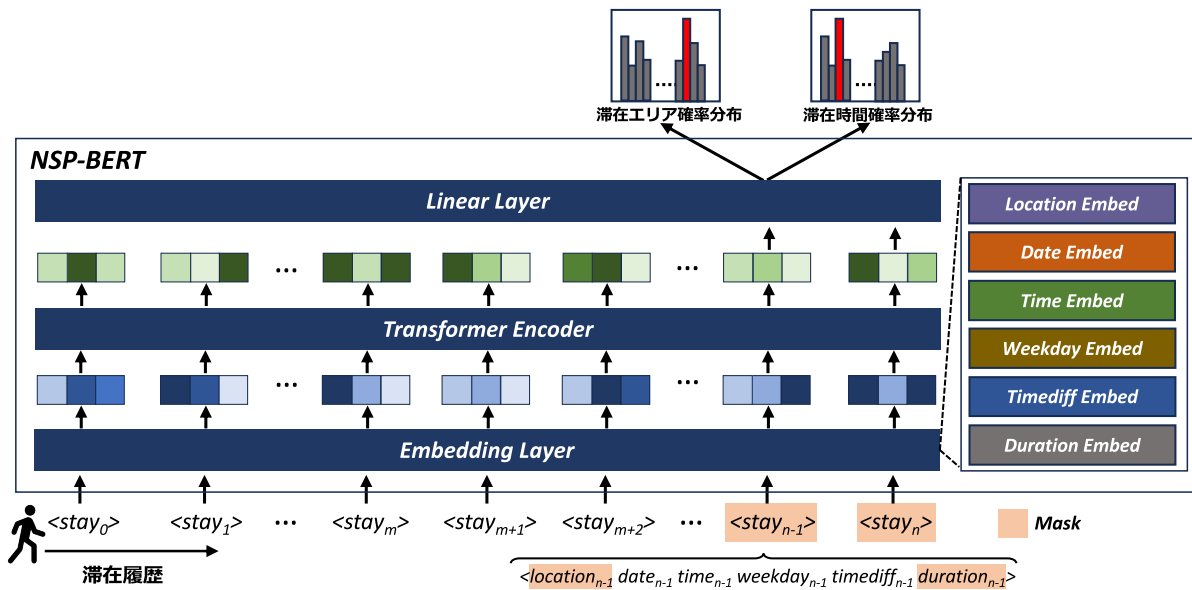 滞在エリア確率分布
滞在時間確率分布
NSP-BERT
Linear Layer
Transformer Encoder
Embedding Layer
Location Embed
Date Embed
Time Embed
Weekday Embed
Timediff Embed
Duration Embed
<stay₀> <stay₁> ... <stayₘ> <stayₘ₊₁> <stayₘ₊₂> ... <stayₙ₋₁> <stayₙ>
Mask
滞在履歴
<locationₙ₋₁ dateₙ₋₁ timeₙ₋₁ weekdayₙ₋₁ timediffₙ₋₁ durationₙ₋₁>